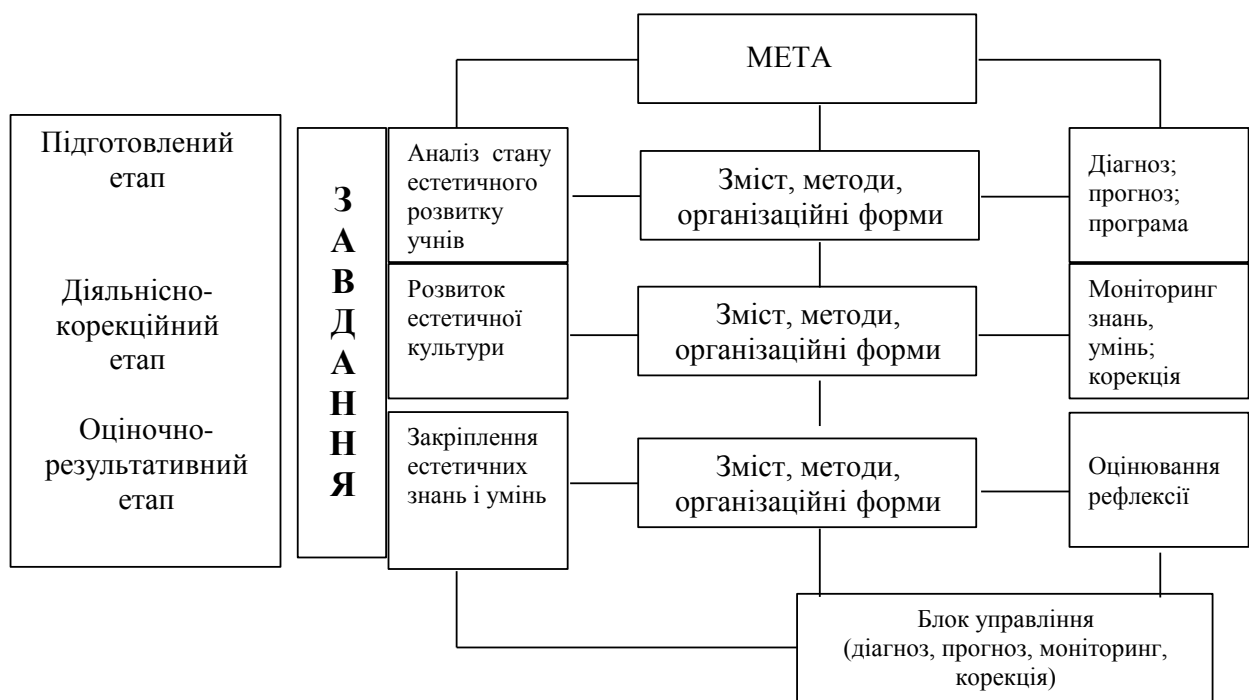 МЕТА
Підготовлений
етап
Діяльнісно-
корекційний
етап
Оціночно-
результативний
етап
З
А
В
Д
А
Н
Н
Я
Аналіз стану
естетичного
розвитку
учнів
Зміст, методи,
організаційні форми
Діагноз;
прогноз;
програма
Розвиток
естетичної
культури
Зміст, методи,
організаційні форми
Моніторинг
знань,
умінь;
корекція
Закріплення
естетичних
знань і умінь
Зміст, методи,
організаційні форми
Оцінювання
рефлексії
Блок управління
(діагноз, прогноз, моніторинг,
корекція)